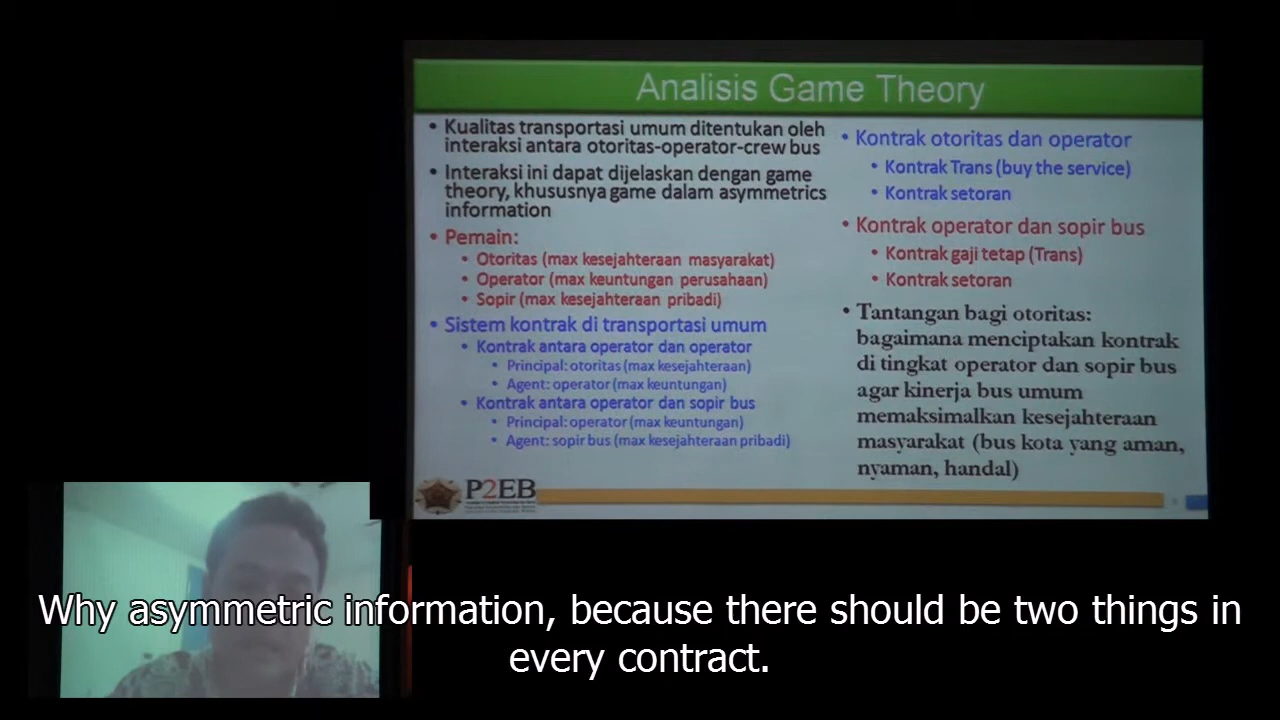 Analisis Game Theory
• Kualitas transportasi umum ditentukan oleh
interaksi antara otoritas-operator-crew bus
• Interaksi ini dapat dijelaskan dengan game
theory, khususnya game dalam asymmetrics
information
• Pemain:
• Otoritas (max kesejahteraan masyarakat)
• Operator (max keuntungan perusahaan)
• Sopir (max kesejahteraan pribadi)
• Sistem kontrak di transportasi umum
• Kontrak antara operator dan operator
• Principal: otoritas (max kesejahteraan)
• Agent: operator (max keuntungan)
• Kontrak antara operator dan sopir bus
• Principal: operator (max keuntungan)
• Agent: sopir bus (max kesejahteraan pribadi)
• Kontrak otoritas dan operator
• Kontrak Trans (buy the service)
• Kontrak setoran
• Kontrak operator dan sopir bus
• Kontrak gaji tetap (Trans)
• Kontrak setoran
• Tantangan bagi otoritas:
bagaimana menciptakan kontrak
di tingkat operator dan sopir bus
agar kinerja bus umum
memaksimalkan kesejahteraan
masyarakat (bus kota yang aman,
nyaman, handal)
P2EB
Why asymmetric information, because there should be two things in
every contract.